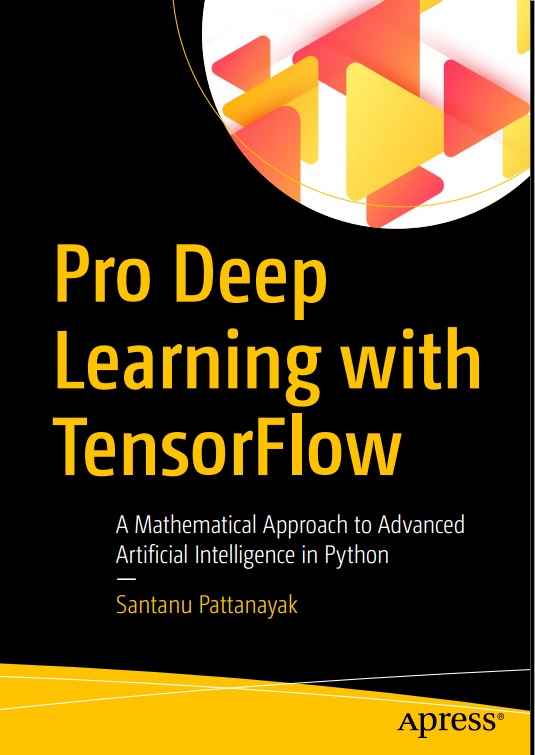 Pro Deep
Learning with
TensorFlow
A Mathematical Approach to Advanced
Artificial Intelligence in Python
—
Santanu Pattanayak
Apress®